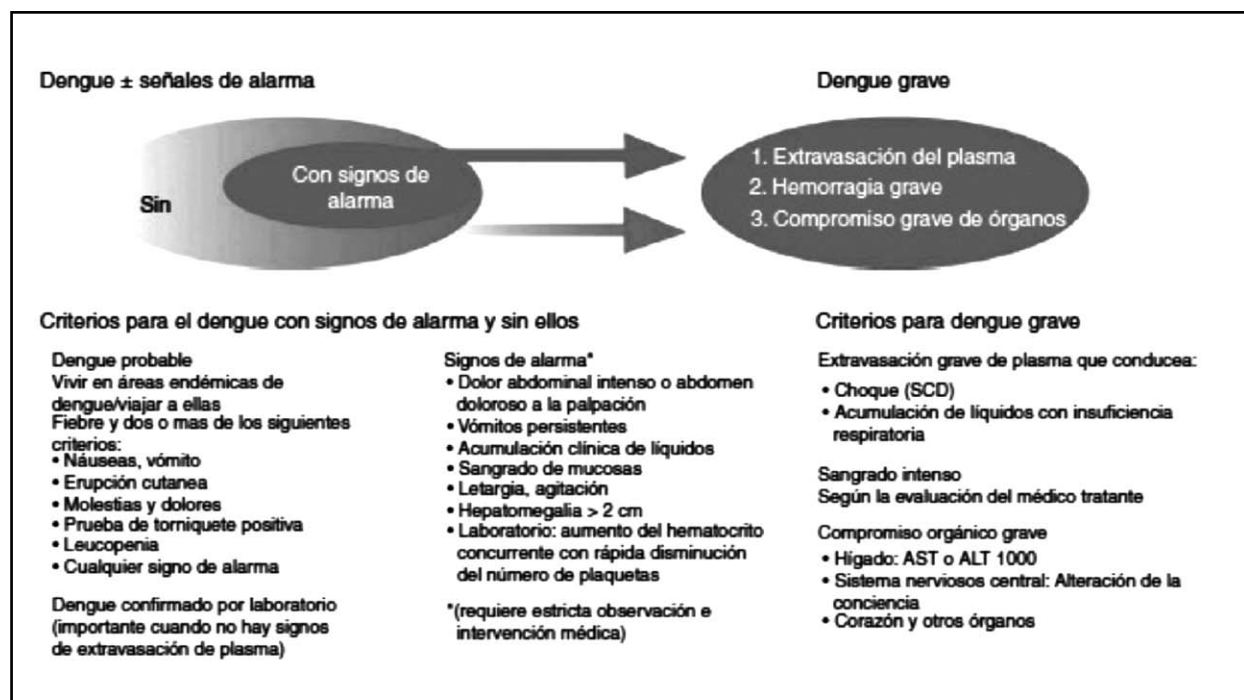 Dengue ± señales de alarma
Dengue grave
Sin
Con signos de
alarma
1. Extravasación del plasma
2. Hemorragia grave
3. Compromiso grave de órganos
Criterios para el dengue con signos de alarma y sin ellos
Dengue probable
Vivir en áreas endémicas de
dengue/viajar a ellas
Fiebre y dos o mas de los siguientes
criterios:
• Náuseas, vómito
• Erupción cutanea
• Molestias y dolores
• Prueba de torniquete positiva
• Leucopenia
• Cualquier signo de alarma
Dengue confirmado por laboratorio
(importante cuando no hay signos
de extravasación de plasma)
Signos de alarma*
• Dolor abdominal intenso o abdomen
doloroso a la palpación
• Vómitos persistentes
• Acumulación clínica de líquidos
• Sangrado de mucosas
• Letargia, agitación
• Hepatomegalia > 2 cm
• Laboratorio: aumento del hematocrito
concurrente con rápida disminución
del número de plaquetas
*(requiere estricta observación e
intervención médica)
Criterios para dengue grave
Extravasación grave de plasma que conducea:
• Choque (SCD)
• Acumulación de líquidos con insuficiencia
respiratoria
Sangrado intenso
Según la evaluación del médico tratante
Compromiso orgánico grave
• Hígado: AST o ALT 1000
• Sistema nerviosos central: Alteración de la
conciencia
• Corazón y otros órganos